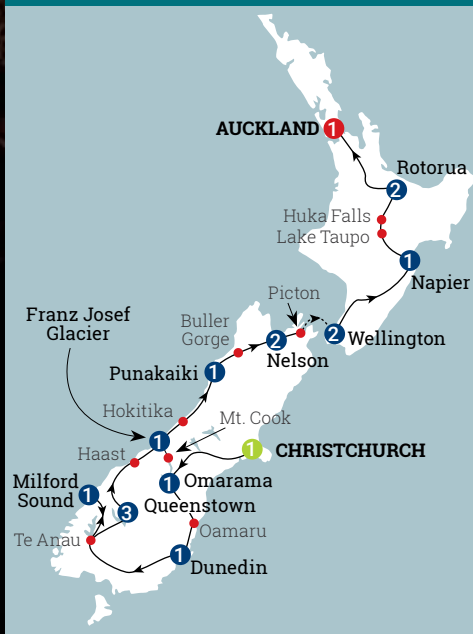 AUCKLAND 1
Rotorua
2
Huka Falls
Lake Taupo
1
Napier
Picton
Franz Josef
Glacier
Buller
Gorge
2
Nelson
2
Wellington
Punakaiki
1
Hokitika
Mt. Cook
1
1
CHRISTCHURCH
Haast
Omarama
1
Milford
Sound
1
Queenstown
3
Oamaru
Te Anau
1
Dunedin